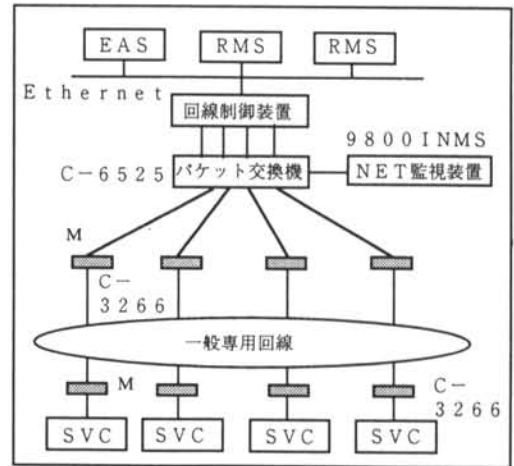 EAS RMS RMS
Ethernet
回線制御装置
9800INMS
C-6525 パケット交換機 NET監視装置
M
C-
3266
一般専用回線
M C-
3266
SVC SVC SVC SVC